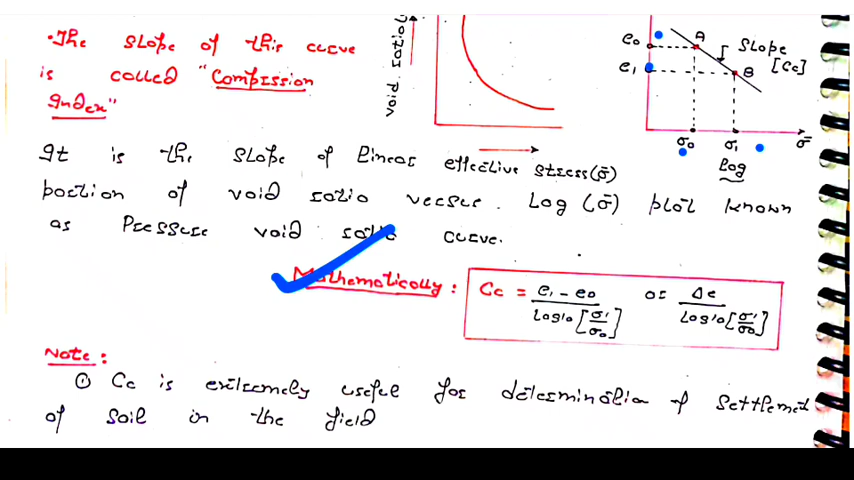 •The slope of this curve
is called "Compression
Index"
void ratio(
effective stress(σ̄)
e₀
e₁
A
B
Slope
[Cc]
σ₀ σ₁ σ̄
log
It is the slope of linear
portion of void ratio verses Log (σ̄) plot known
as Pressure void ratio curve.
Mathematically: Cc = e₁ - e₀ / log10 [σ₁/σ₀] or Δe / log10 [σ₁/σ₀]
Note:
① Cc is extremely useful for determination of settlement
of soil in the field